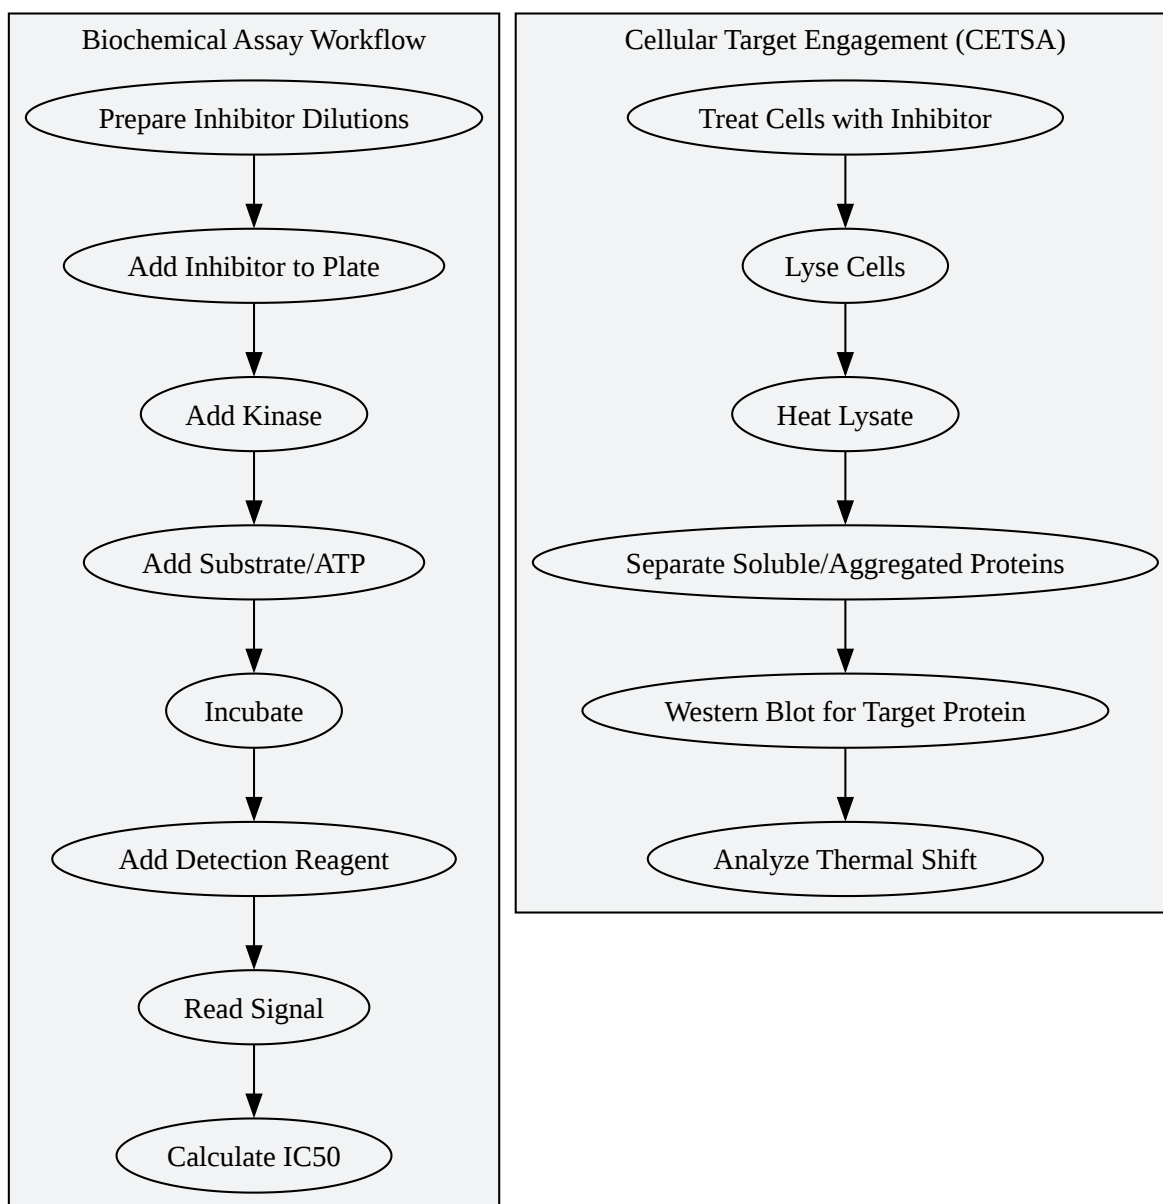 Biochemical Assay Workflow
Prepare Inhibitor Dilutions
Add Inhibitor to Plate
Add Kinase
Add Substrate/ATP
Incubate
Add Detection Reagent
Read Signal
Calculate IC50
Cellular Target Engagement (CETSA)
Treat Cells with Inhibitor
Lyse Cells
Heat Lysate
Separate Soluble/Aggregated Proteins
Western Blot for Target Protein
Analyze Thermal Shift